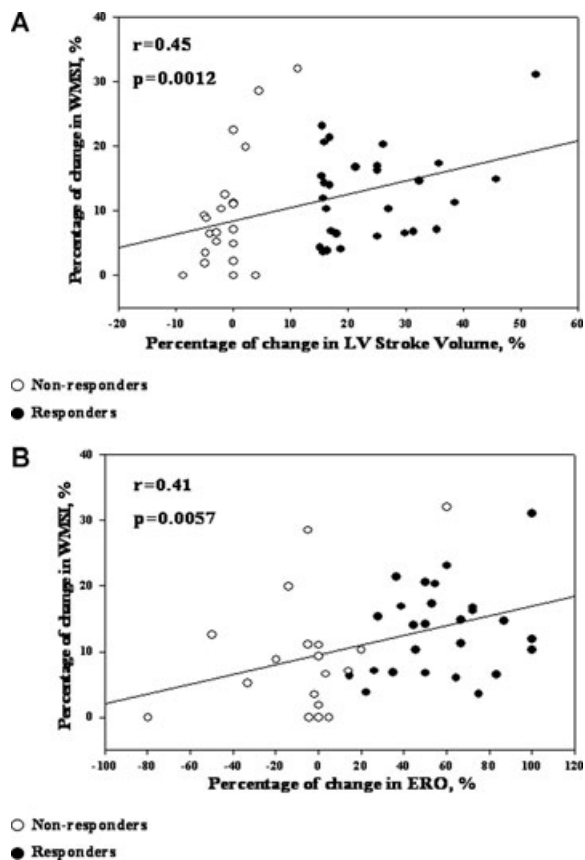 A
r=0.45
p=0.0012
Percentage of change in WMSI, %
40
30
20
10
0
-20 -10 0 10 20 30 40 50 60
Percentage of change in LV Stroke Volume, %
Non-responders
Responders
B
r=0.41
p=0.0057
Percentage of change in WMSI, %
40
30
20
10
0
-100 -80 -60 -40 -20 0 20 40 60 80 100 120
Percentage of change in ERO, %
Non-responders
Responders